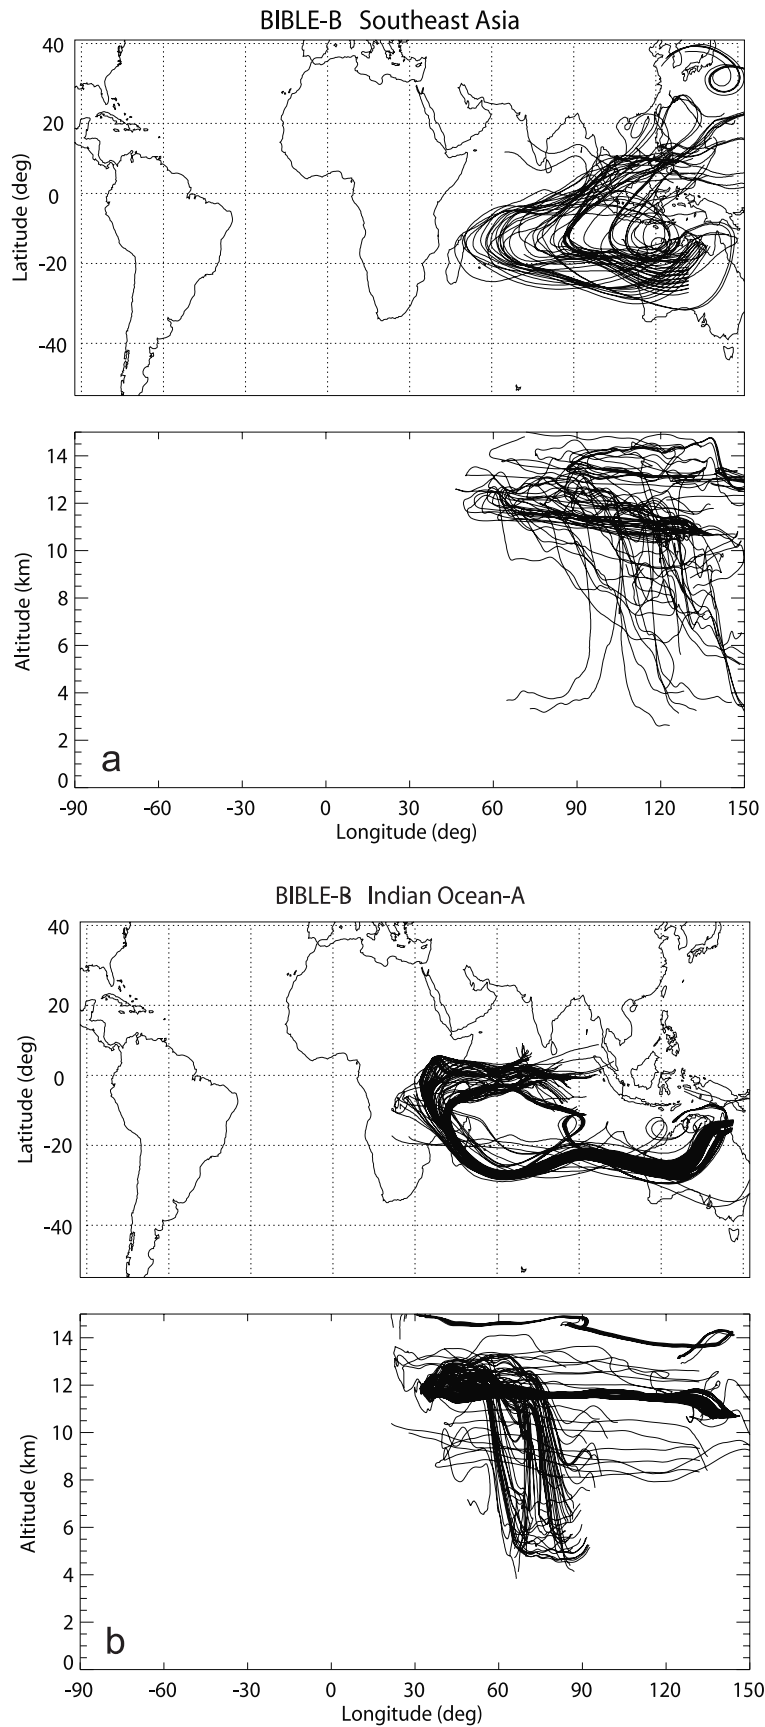 BIBLE-B Southeast Asia
40
20
0
-20
-40
Latitude (deg)
14
12
10
8
6
4
2
0
Altitude (km)
a
-90 -60 -30 0 30 60 90 120 150
Longitude (deg)
BIBLE-B Indian Ocean-A
40
20
0
-20
-40
Latitude (deg)
14
12
10
8
6
4
2
0
Altitude (km)
b
-90 -60 -30 0 30 60 90 120 150
Longitude (deg)